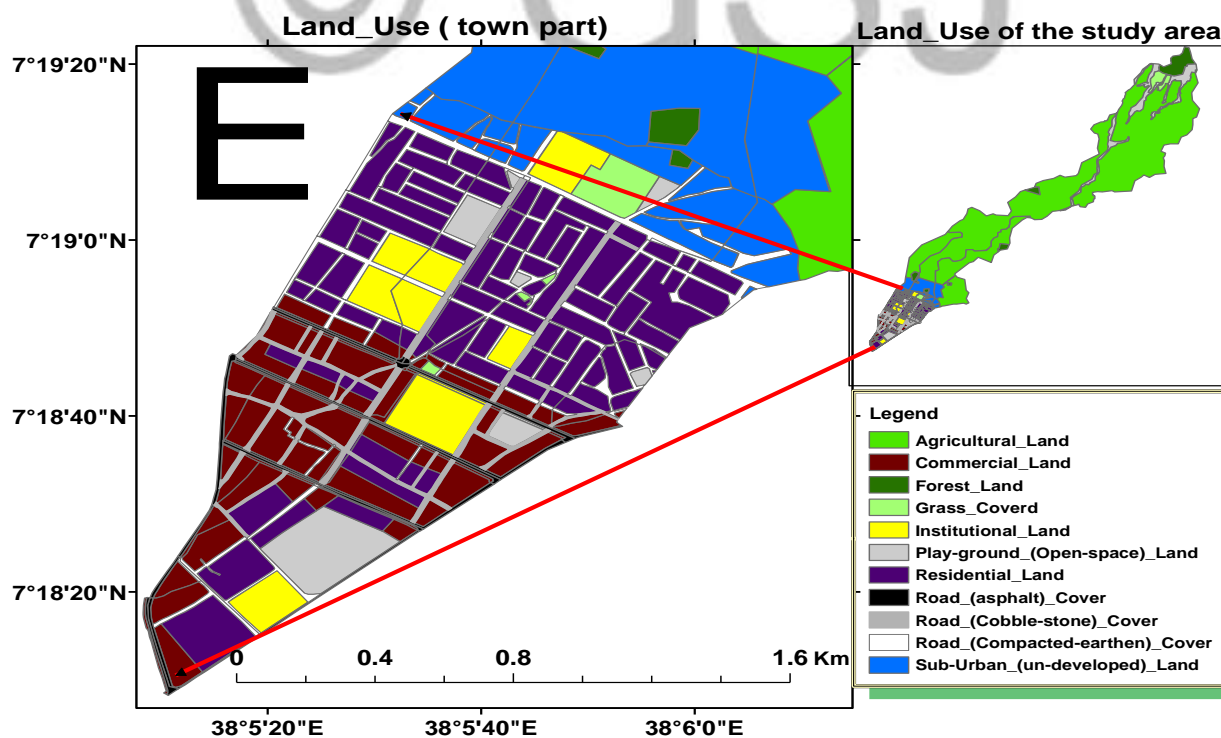 © GSJ
Land_Use ( town part)
Land_Use of the study area
E
7°19'20"N
7°19'0"N
7°18'40"N
7°18'20"N
0 0.4 0.8 1.6 Km
38°5'20"E 38°5'40"E 38°6'0"E
Legend
Agricultural_Land
Commercial_Land
Forest_Land
Grass_Coverd
Institutional_Land
Play-ground_(Open-space)_Land
Residential_Land
Road_(asphalt)_Cover
Road_(Cobble-stone)_Cover
Road_(Compacted-earthen)_Cover
Sub-Urban_(un-developed)_Land